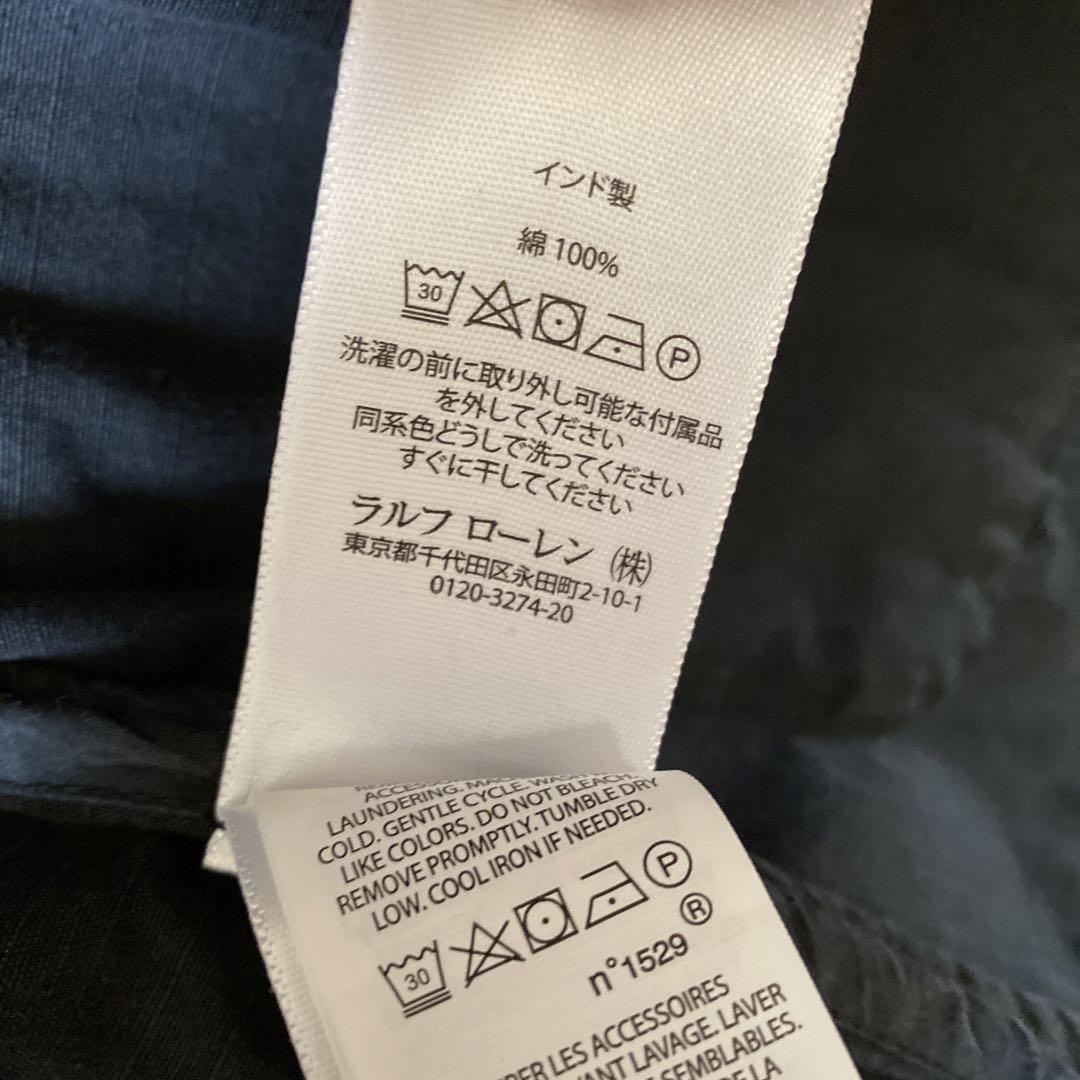 インド製
綿 100%
30 P
洗濯の前に取り外し可能な付属品
を外してください
同系色どうしで洗ってください
すぐに干してください
ラルフ ローレン (株)
東京都千代田区永田町2-10-1
0120-3274-20
LAUNDERING.
COLD. GENTLE CYCLE. WASH
LIKE COLORS. DO NOT BLEACH.
REMOVE PROMPTLY. TUMBLE DRY
LOW. COOL IRON IF NEEDED.
30 P
n°1529 ®
LES ACCESSOIRES
LAVAGE. LAVER
DE LA